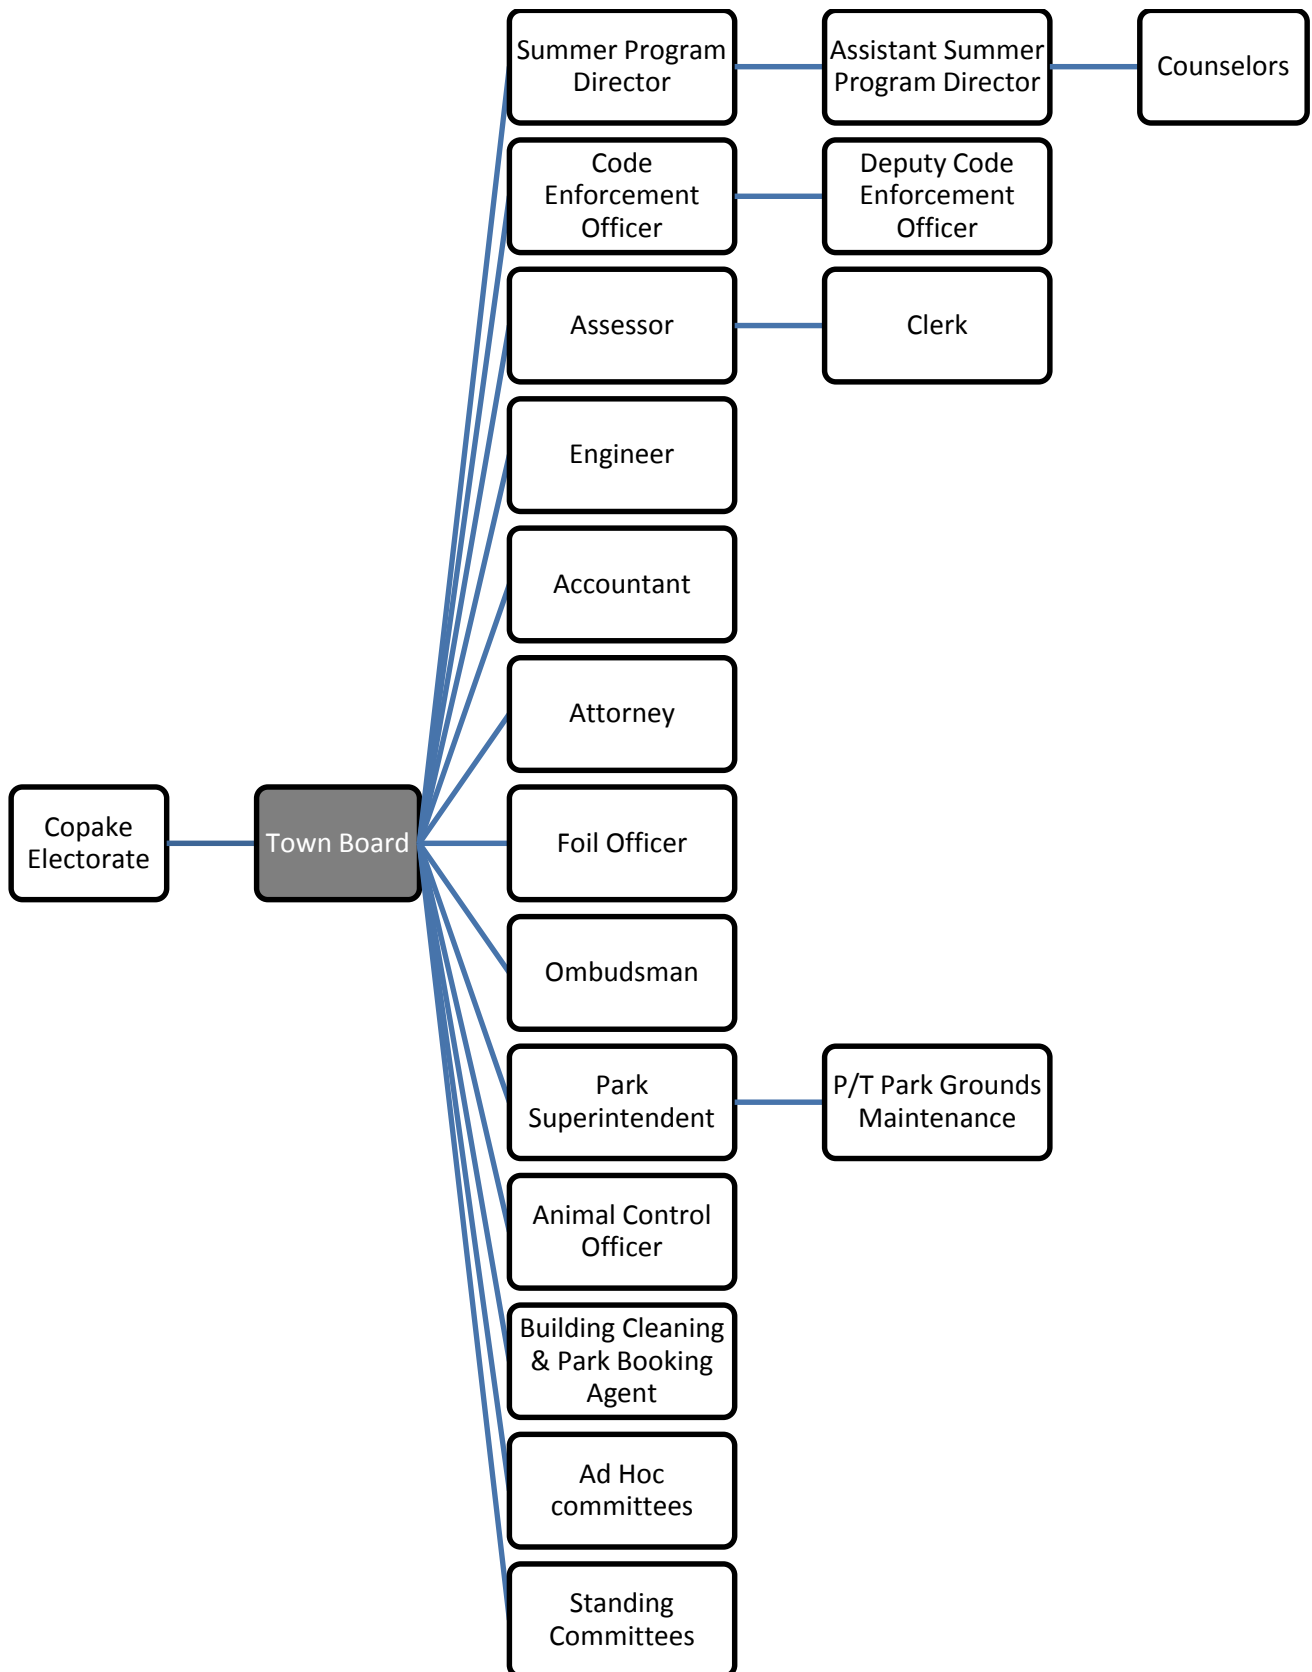 Summer Program
Director
Assistant Summer
Program Director
Counselors
Code
Enforcement
Officer
Deputy Code
Enforcement
Officer
Assessor
Clerk
Engineer
Accountant
Attorney
Copake
Electorate
Town Board
Foil Officer
Ombudsman
Park
Superintendent
P/T Park Grounds
Maintenance
Animal Control
Officer
Building Cleaning
& Park Booking
Agent
Ad Hoc
committees
Standing
Committees